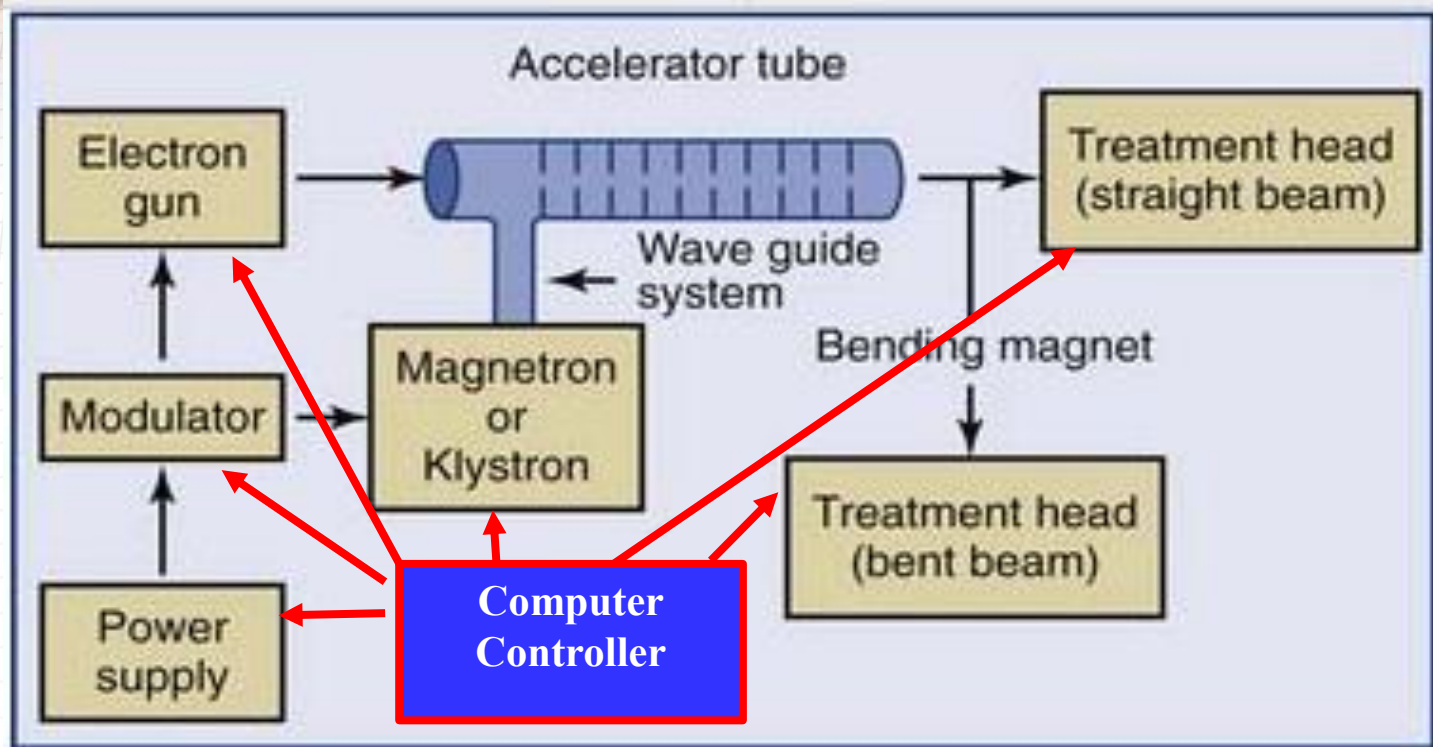 Accelerator tube
Electron
gun
Treatment head
(straight beam)
Wave guide
system
Bending magnet
Modulator
Magnetron
or
Klystron
Treatment head
(bent beam)
Power
supply
Computer
Controller